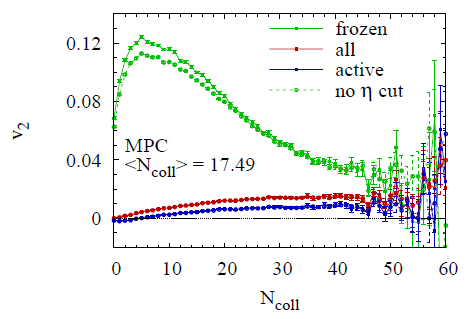 0.12
0.08
0.04
0
v2
frozen
all
active
no η cut
MPC
<Ncoll> = 17.49
0 10 20 30 40 50 60
Ncoll